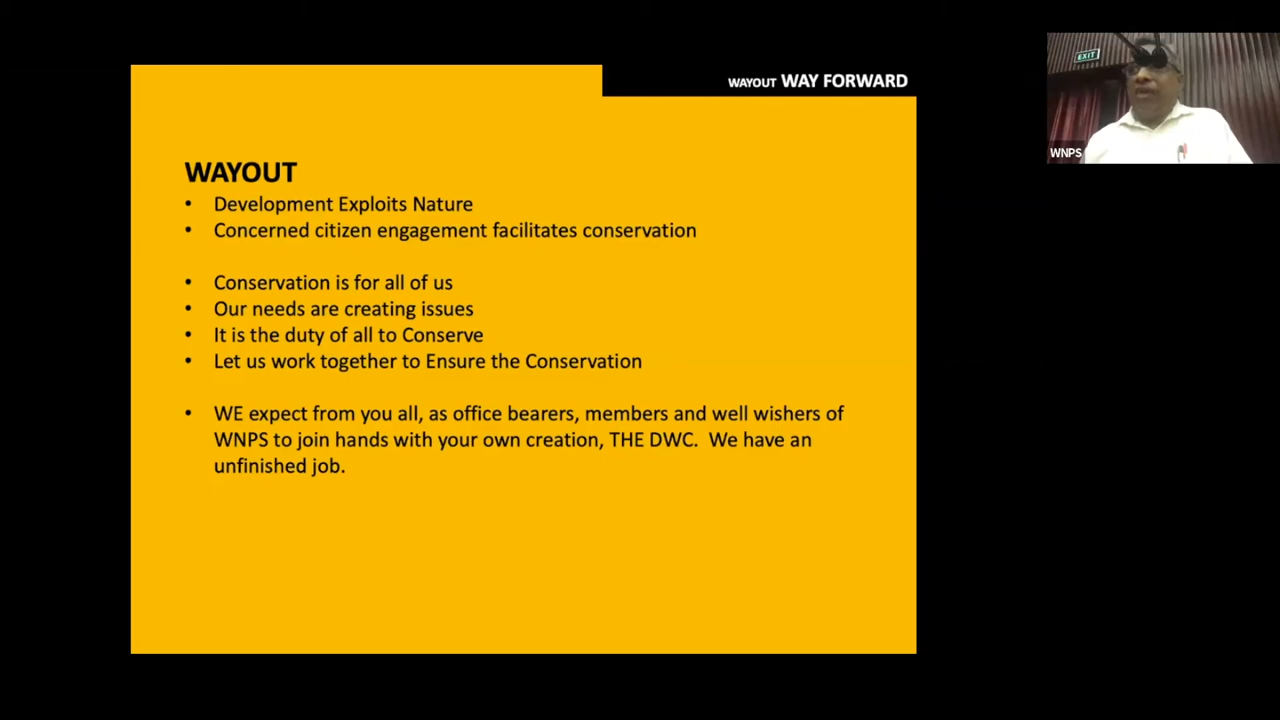 WAYOUT WAY FORWARD
EXIT
WNPS
WAYOUT
• Development Exploits Nature
• Concerned citizen engagement facilitates conservation
• Conservation is for all of us
• Our needs are creating issues
• It is the duty of all to Conserve
• Let us work together to Ensure the Conservation
• WE expect from you all, as office bearers, members and well wishers of
WNPS to join hands with your own creation, THE DWC. We have an
unfinished job.